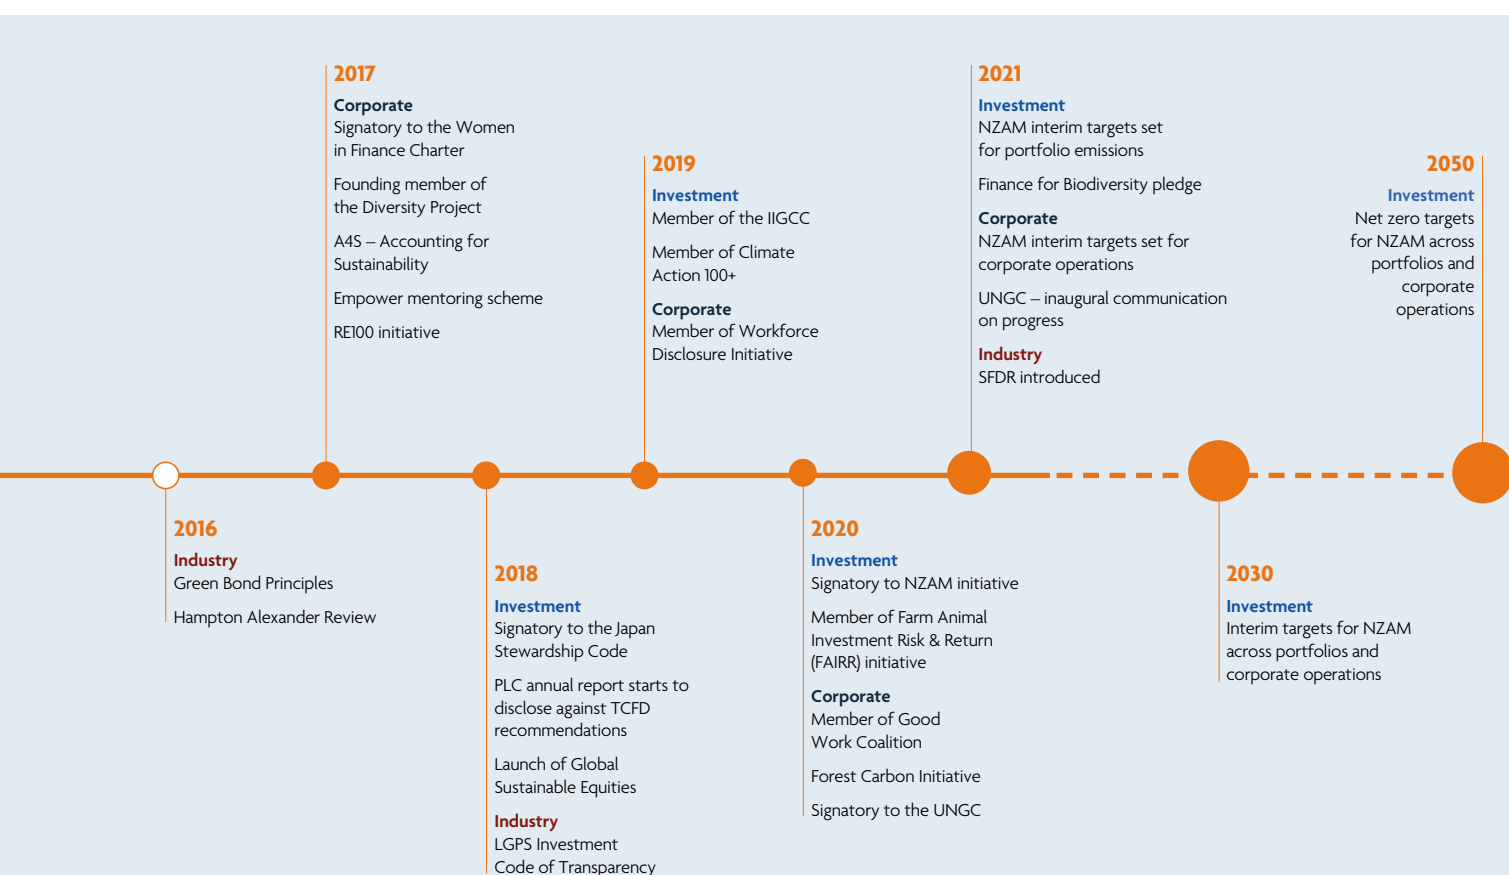 2017
Corporate
Signatory to the Women
in Finance Charter
Founding member of
the Diversity Project
A4S – Accounting for
Sustainability
Empower mentoring scheme
RE100 initiative
2019
Investment
Member of the IIGCC
Member of Climate
Action 100+
Corporate
Member of Workforce
Disclosure Initiative
2021
Investment
NZAM interim targets set
for portfolio emissions
Finance for Biodiversity pledge
Corporate
NZAM interim targets set for
corporate operations
UNGC – inaugural communication
on progress
Industry
SFDR introduced
2050
Investment
Net zero targets
for NZAM across
portfolios and
corporate
operations
2016
Industry
Green Bond Principles
Hampton Alexander Review
2018
Investment
Signatory to the Japan
Stewardship Code
PLC annual report starts to
disclose against TCFD
recommendations
Launch of Global
Sustainable Equities
Industry
LGPS Investment
Code of Transparency
2020
Investment
Signatory to NZAM initiative
Member of Farm Animal
Investment Risk & Return
(FAIRR) initiative
Corporate
Member of Good
Work Coalition
Forest Carbon Initiative
Signatory to the UNGC
2030
Investment
Interim targets for NZAM
across portfolios and
corporate operations